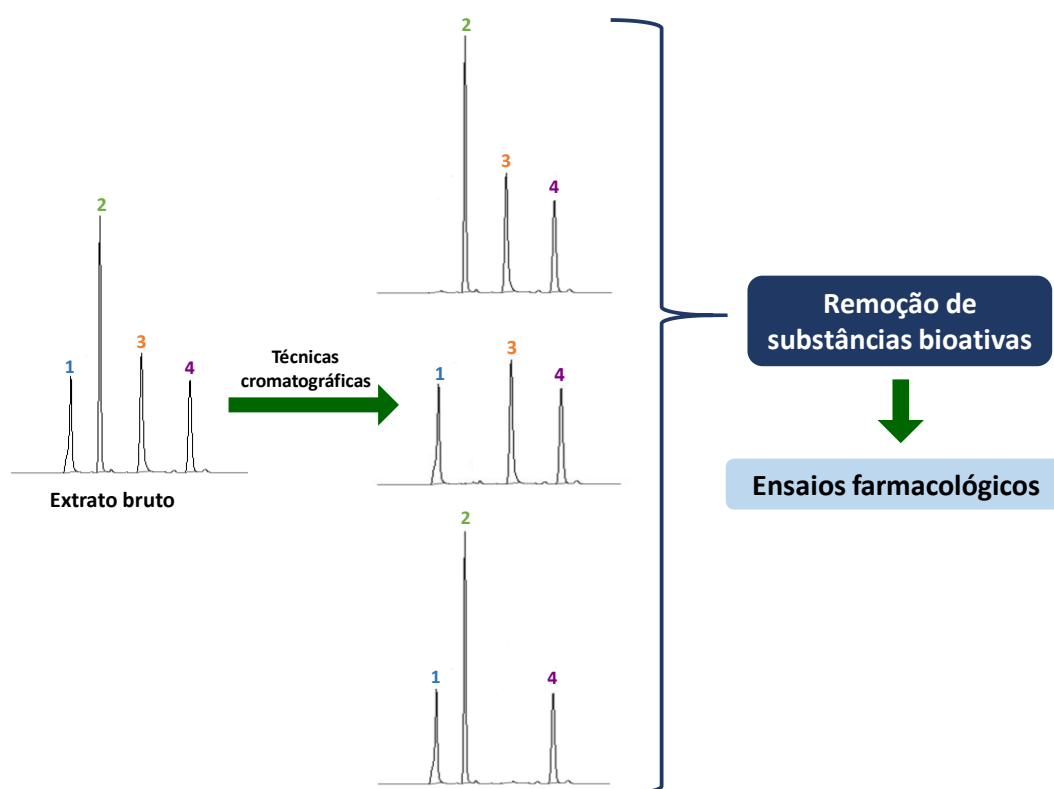 1
2
3
4
Extrato bruto
Técnicas
cromatográficas
2
3
4
1
3
4
1
2
4
Remoção de
substâncias bioativas
Ensaios farmacológicos